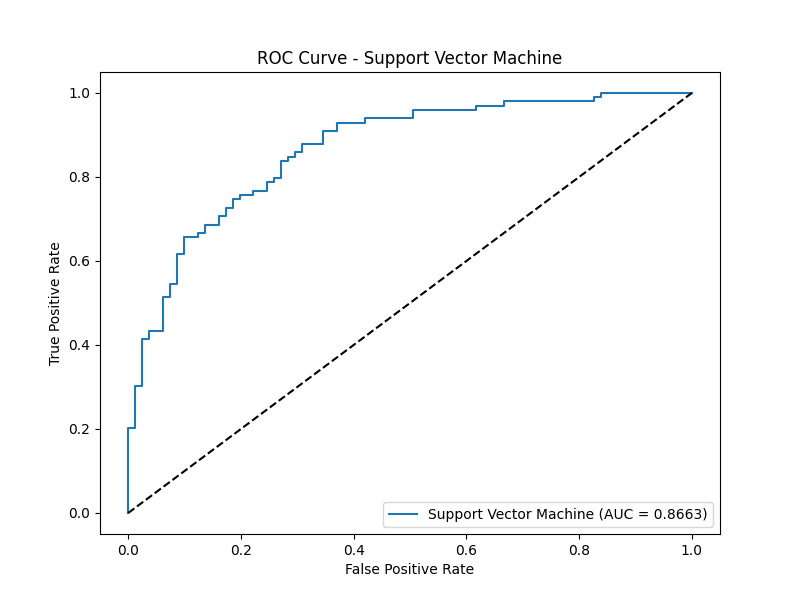 ROC Curve - Support Vector Machine
1.0
0.8
0.6
0.4
0.2
0.0
True Positive Rate
Support Vector Machine (AUC = 0.8663)
0.0 0.2 0.4 0.6 0.8 1.0
False Positive Rate